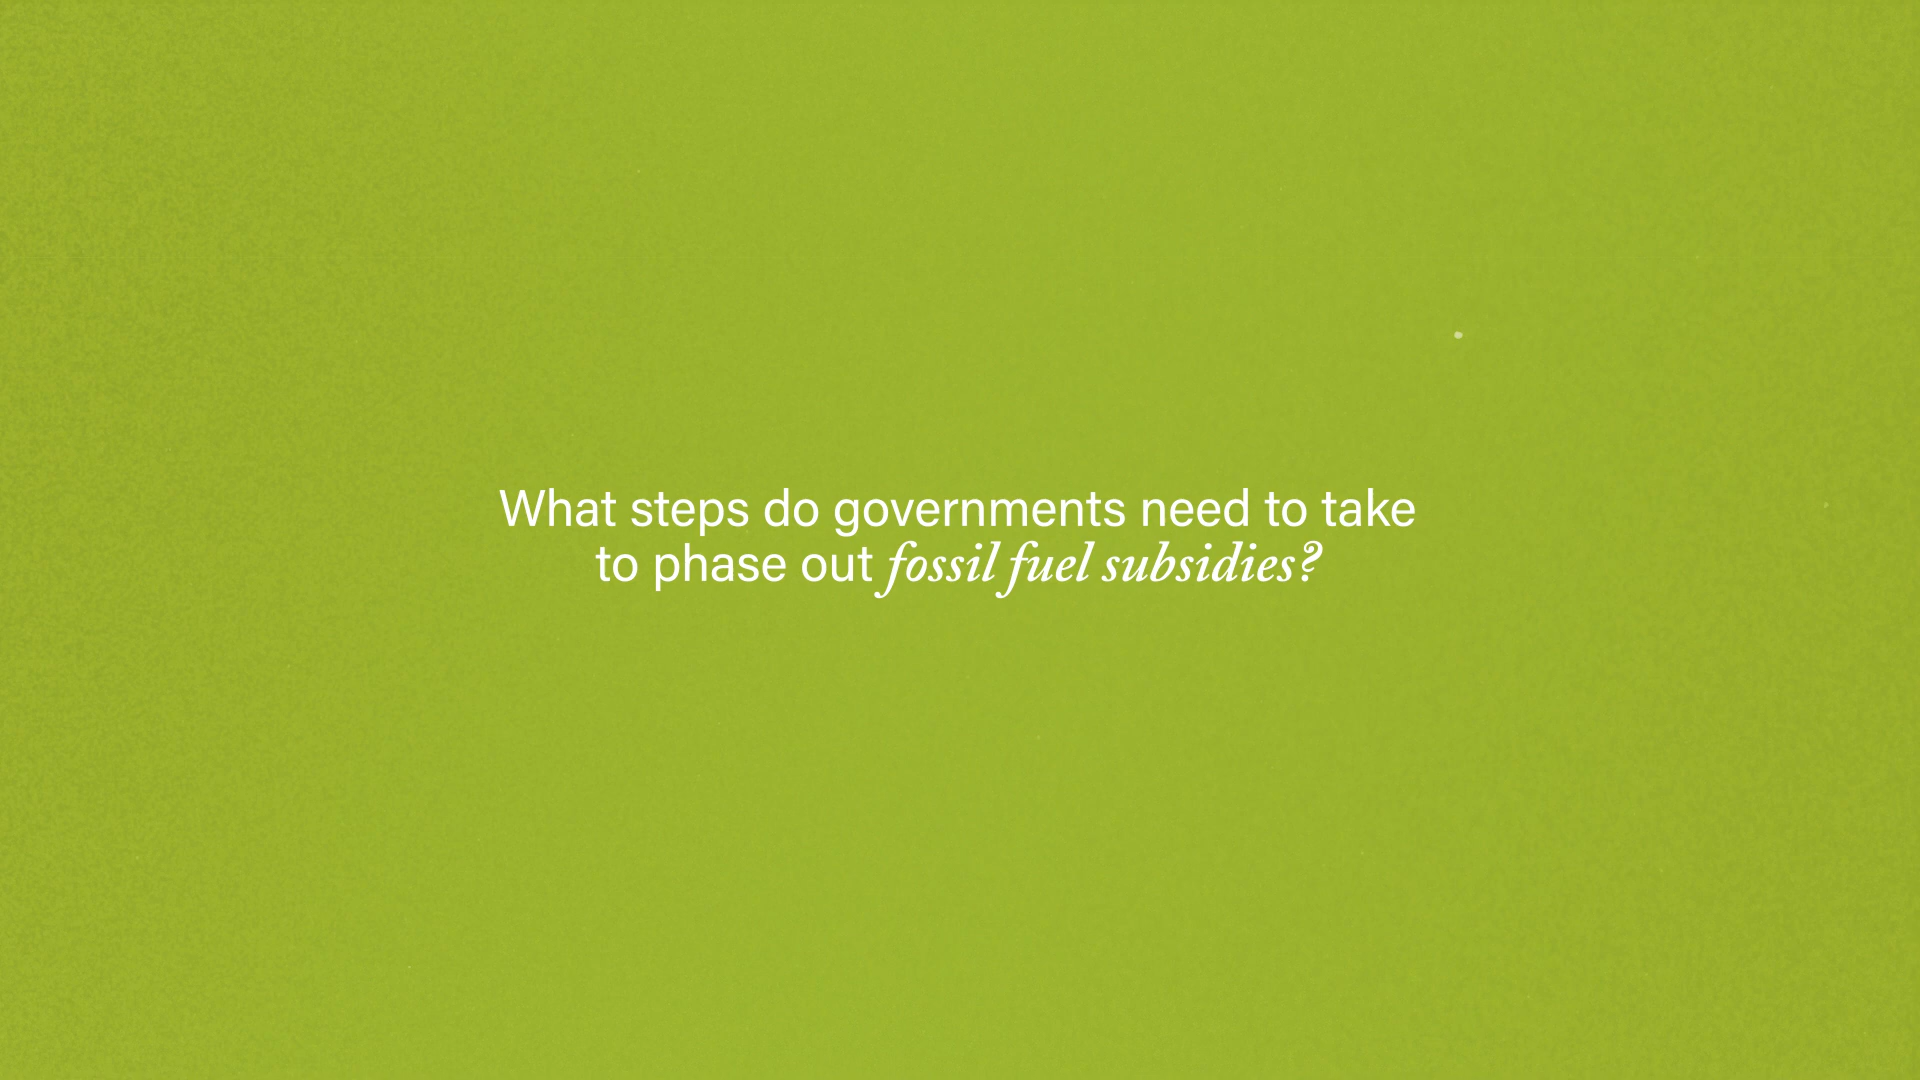 What steps do governments need to take
to phase out fossil fuel subsidies?